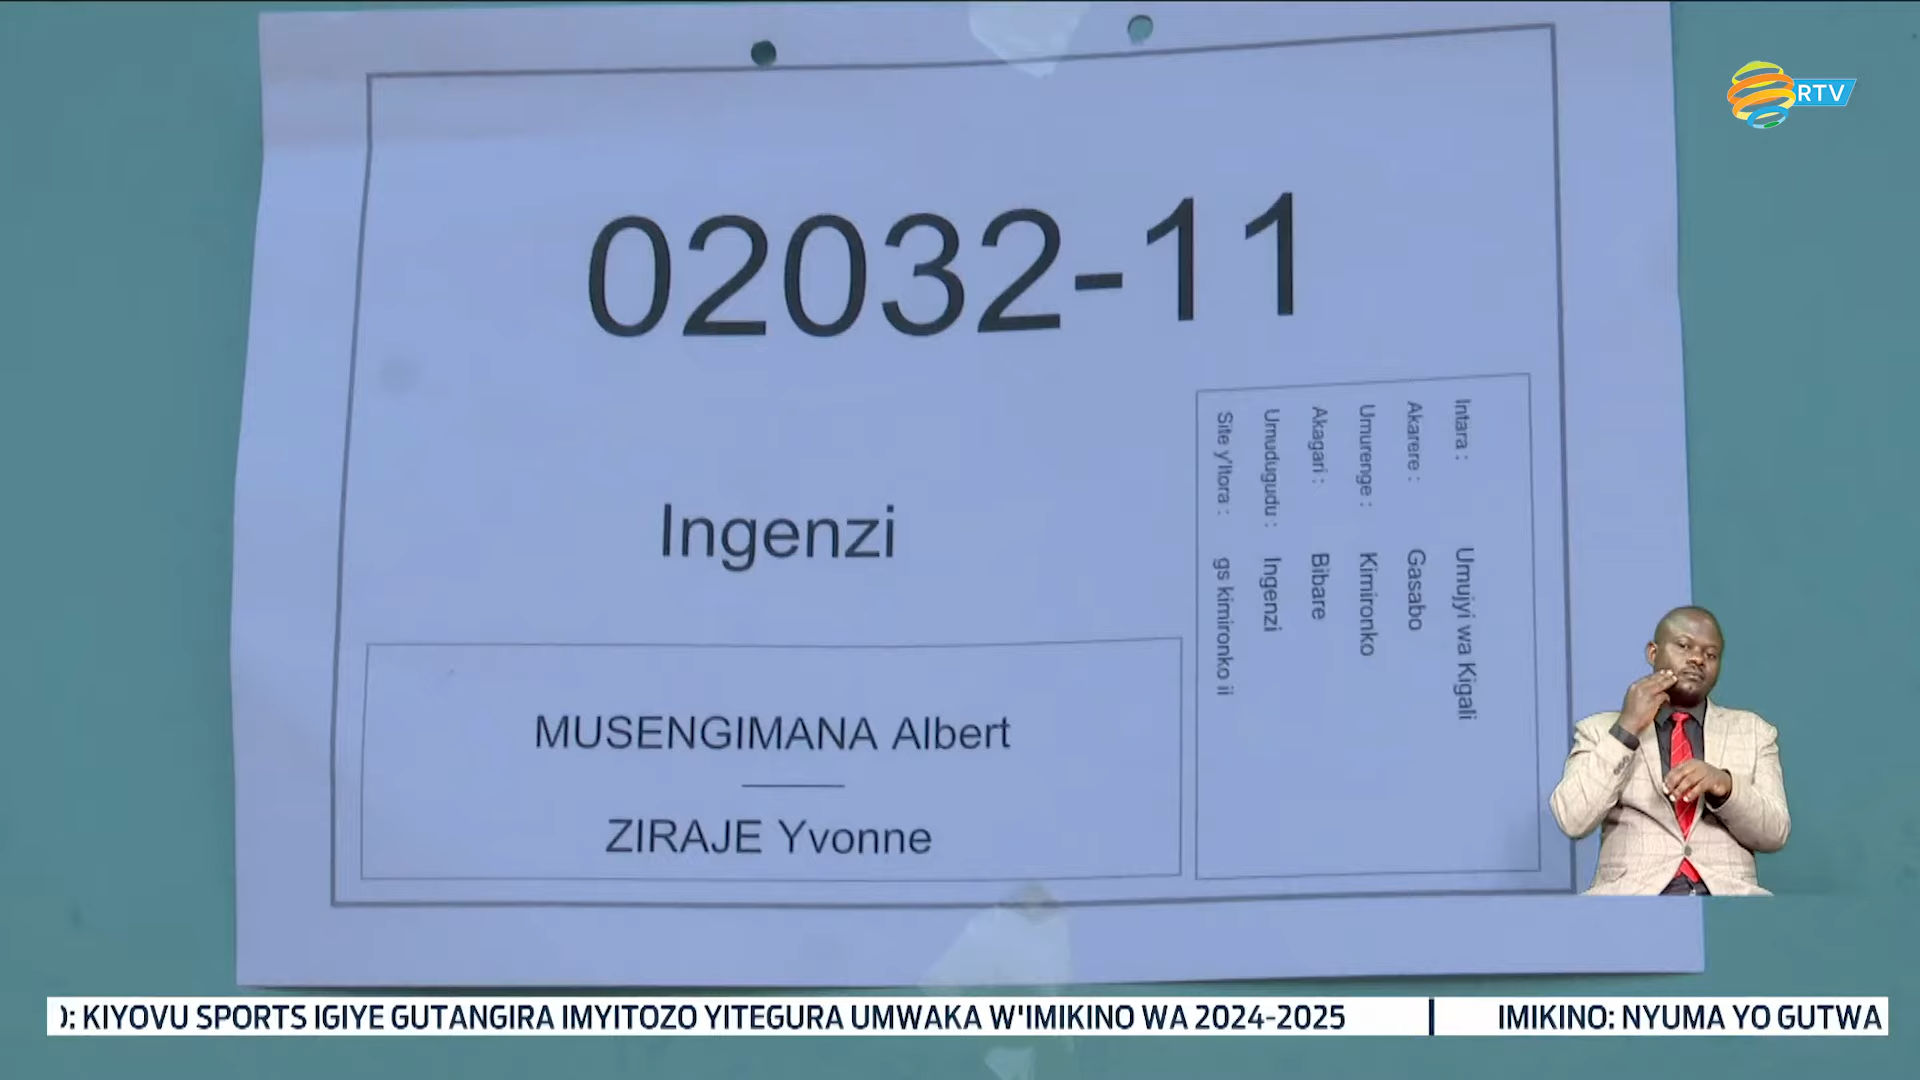 RTV
02032-11
Ingenzi
Intara : Umujyi wa Kigali
Akarere : Gasabo
Umurenge : Kimironko
Akagari : Bibare
Umudugudu : Ingenzi
Site y'Itora : gs kimironko ii
MUSENGIMANA Albert
ZIRAJE Yvonne
: KIYOVU SPORTS IGIYE GUTANGIRA IMYITOZO YITEGURA UMWAKA W'IMIKINO WA 2024-2025 | IMIKINO: NYUMA YO GUTWA